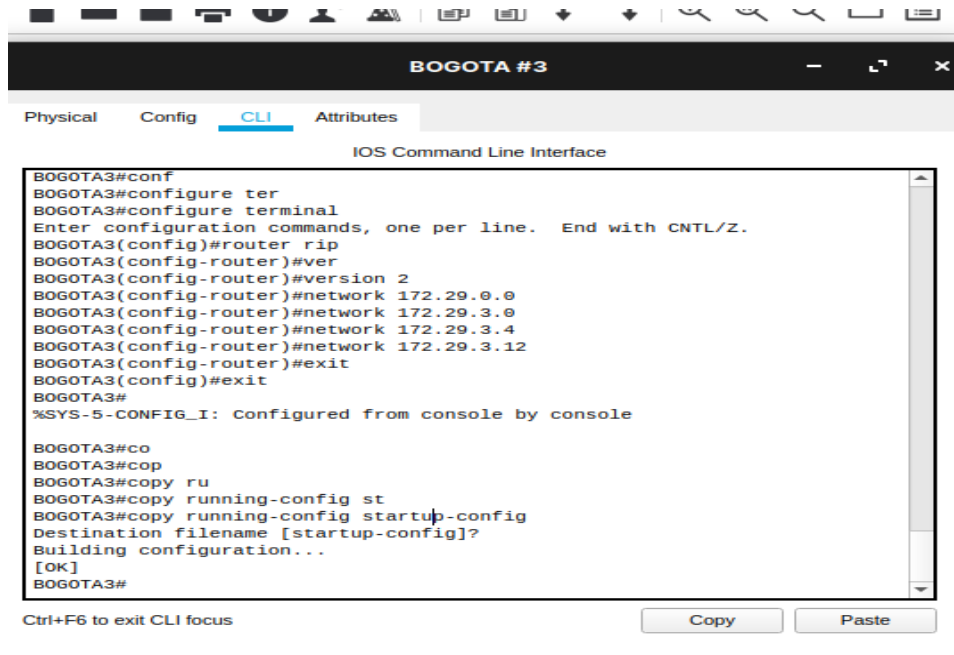 BOGOTA #3
Physical Config CLI Attributes
IOS Command Line Interface
BOGOTA3#conf
BOGOTA3#configure ter
BOGOTA3#configure terminal
Enter configuration commands, one per line.  End with CNTL/Z.
BOGOTA3(config)#router rip
BOGOTA3(config-router)#ver
BOGOTA3(config-router)#version 2
BOGOTA3(config-router)#network 172.29.0.0
BOGOTA3(config-router)#network 172.29.3.0
BOGOTA3(config-router)#network 172.29.3.4
BOGOTA3(config-router)#network 172.29.3.12
BOGOTA3(config-router)#exit
BOGOTA3(config)#exit
BOGOTA3#
%SYS-5-CONFIG_I: Configured from console by console
BOGOTA3#co
BOGOTA3#cop
BOGOTA3#copy ru
BOGOTA3#copy running-config st
BOGOTA3#copy running-config startup-config
Destination filename [startup-config]?
Building configuration...
[OK]
BOGOTA3#
Ctrl+F6 to exit CLI focus
Copy Paste